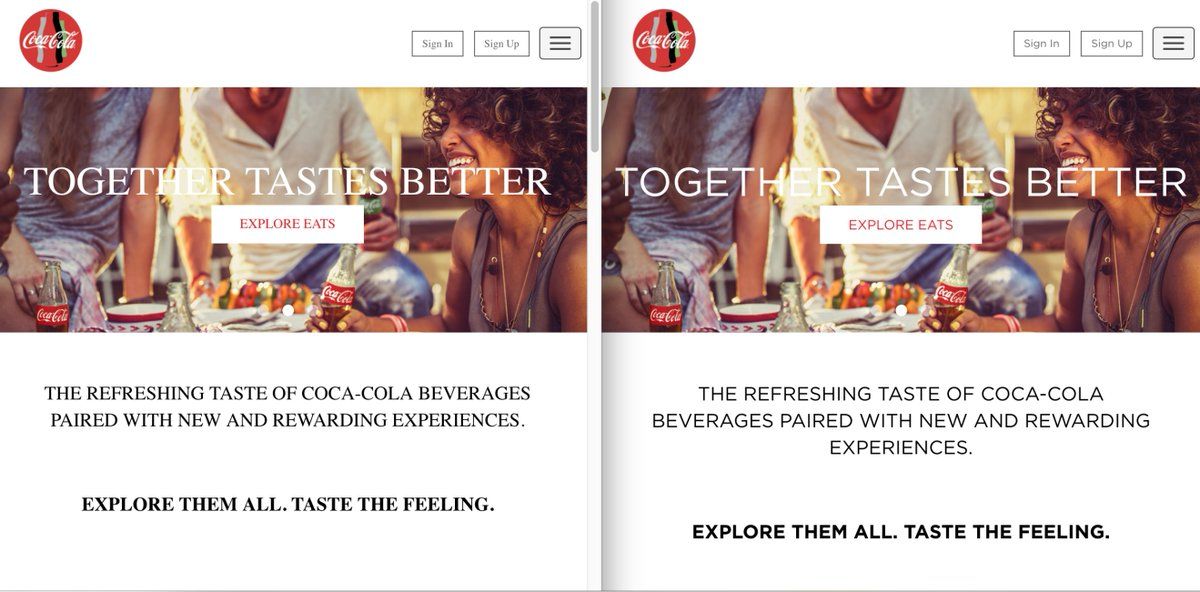 Coca-Cola
Sign In
Sign Up
TOGETHER TASTES BETTER
EXPLORE EATS
Coca-Cola
Coca-Cola
THE REFRESHING TASTE OF COCA-COLA BEVERAGES
PAIRED WITH NEW AND REWARDING EXPERIENCES.
EXPLORE THEM ALL. TASTE THE FEELING.
Coca-Cola
Sign In
Sign Up
TOGETHER TASTES BETTER
EXPLORE EATS
Coca-Cola
Coca-Cola
THE REFRESHING TASTE OF COCA-COLA
BEVERAGES PAIRED WITH NEW AND REWARDING
EXPERIENCES.
EXPLORE THEM ALL. TASTE THE FEELING.